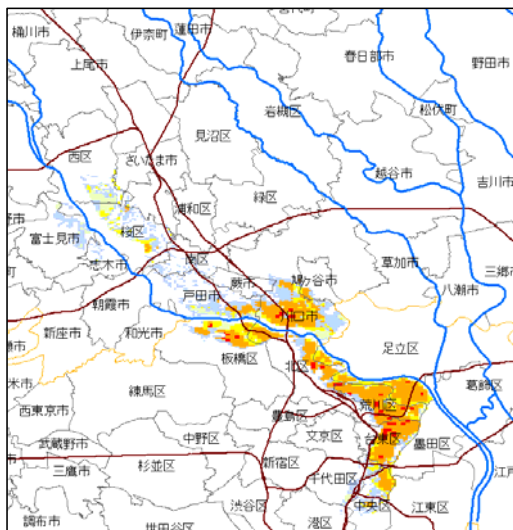 桶川市
伊奈町
蓮田市
春日部市
野田市
上尾市
岩槻区
松伏町
見沼区
西区
さいたま市
越谷市
吉川市
緑区
浦和区
桜区
富士見市
南区
草加市
三郷
志木市
蕨市
鳩ヶ谷市
八潮市
戸田市
朝霞市
川口市
新座市
和光市
足立区
板橋区
北区
葛飾区
練馬区
西東京市
荒川区
豊島区
文京区
台東区
墨田区
武蔵野市
中野区
三鷹市
杉並区
新宿区
千代田区
江戸
渋谷区
中央区
江東区
調布市
世田谷区
港区